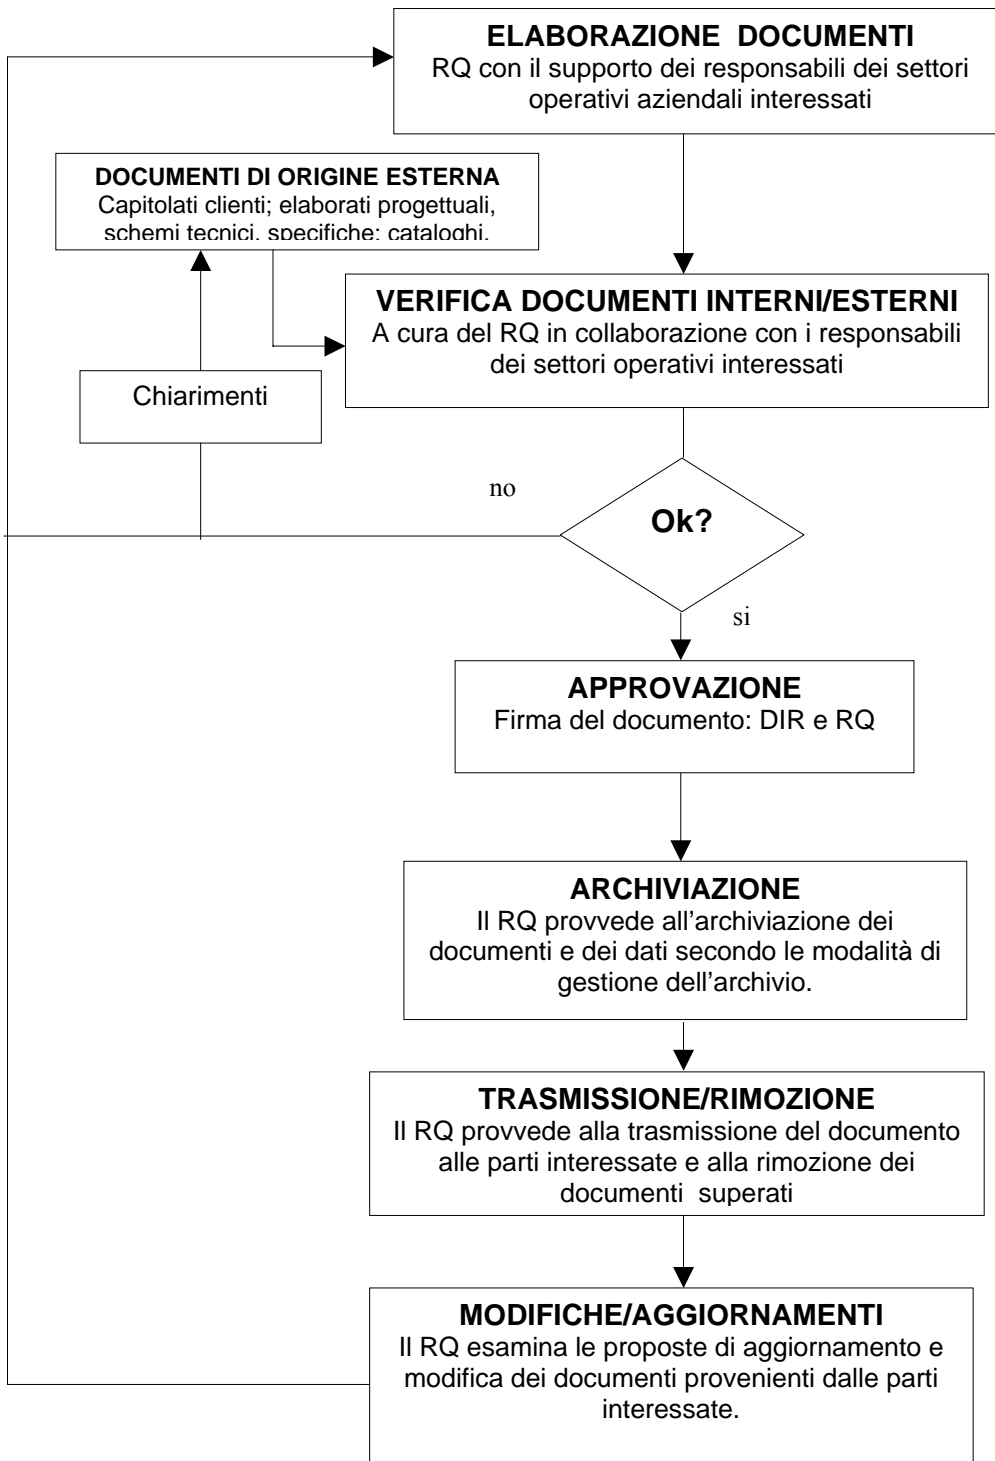 ELABORAZIONE DOCUMENTI
RQ con il supporto dei responsabili dei settori
operativi aziendali interessati
DOCUMENTI DI ORIGINE ESTERNA
Capitolati clienti; elaborati progettuali,
schemi tecnici, specifiche; cataloghi.
VERIFICA DOCUMENTI INTERNI/ESTERNI
A cura del RQ in collaborazione con i responsabili
dei settori operativi interessati
Chiarimenti
no
Ok?
si
APPROVAZIONE
Firma del documento: DIR e RQ
ARCHIVIAZIONE
Il RQ provvede all’archiviazione dei
documenti e dei dati secondo le modalità di
gestione dell’archivio.
TRASMISSIONE/RIMOZIONE
Il RQ provvede alla trasmissione del documento
alle parti interessate e alla rimozione dei
documenti superati
MODIFICHE/AGGIORNAMENTI
Il RQ esamina le proposte di aggiornamento e
modifica dei documenti provenienti dalle parti
interessate.